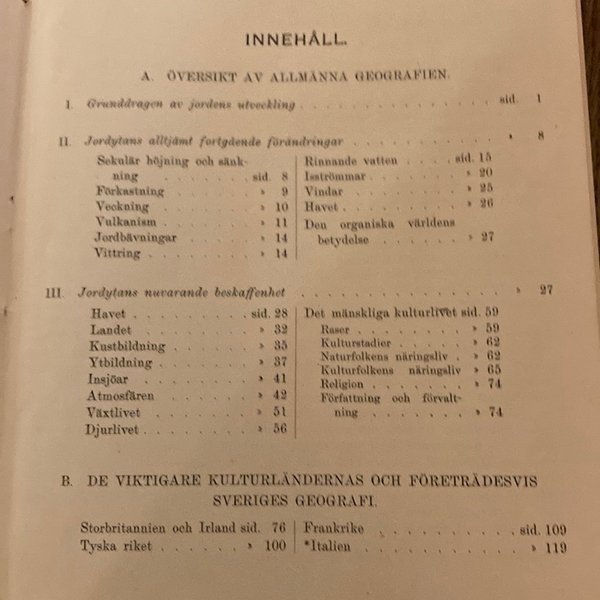 INNEHÅLL.
A. ÖVERSIKT AV ALLMÄNNA GEOGRAFIEN.
I. Grunddragen av jordens utveckling . . . . . . . . . . . . sid. 1
II. Jordytans alltjämt fortgående förändringar . . . . . . . . . » 8
Sekulär höjning och sänk-
ning . . . . . . sid. 8
Förkastning . . . . . . » 9
Veckning . . . . . . » 10
Vulkanism . . . . . . » 11
Jordbävningar . . . . . » 14
Vittring . . . . . . » 14
Rinnande vatten . . . . sid. 15
Isströmmar . . . . . . » 20
Vindar . . . . . . » 25
Havet . . . . . . » 26
Den organiska världens
betydelse . . . . . . » 27
III. Jordytans nuvarande beskaffenhet . . . . . . . . . . . . » 27
Havet . . . . . . sid. 28
Landet . . . . . . » 32
Kustbildning . . . . . » 35
Ytbildning . . . . . . » 37
Insjöar . . . . . . » 41
Atmosfären . . . . . » 42
Växtlivet . . . . . . » 51
Djurlivet . . . . . . » 56
Det mänskliga kulturlivet sid. 59
Raser . . . . . . » 59
Kulturstadier . . . . . » 62
Naturfolkens näringsliv . » 62
Kulturfolkens näringsliv » 65
Religion . . . . . . » 74
Författning och förvalt-
ning . . . . . . » 74
B. DE VIKTIGARE KULTURLÄNDERNAS OCH FÖRETRÄDESVIS
SVERIGES GEOGRAFI.
Storbritannien och Irland sid. 76
Tyska riket . . . . . . » 100
Frankrike . . . . . . sid. 109
*Italien . . . . . . » 119